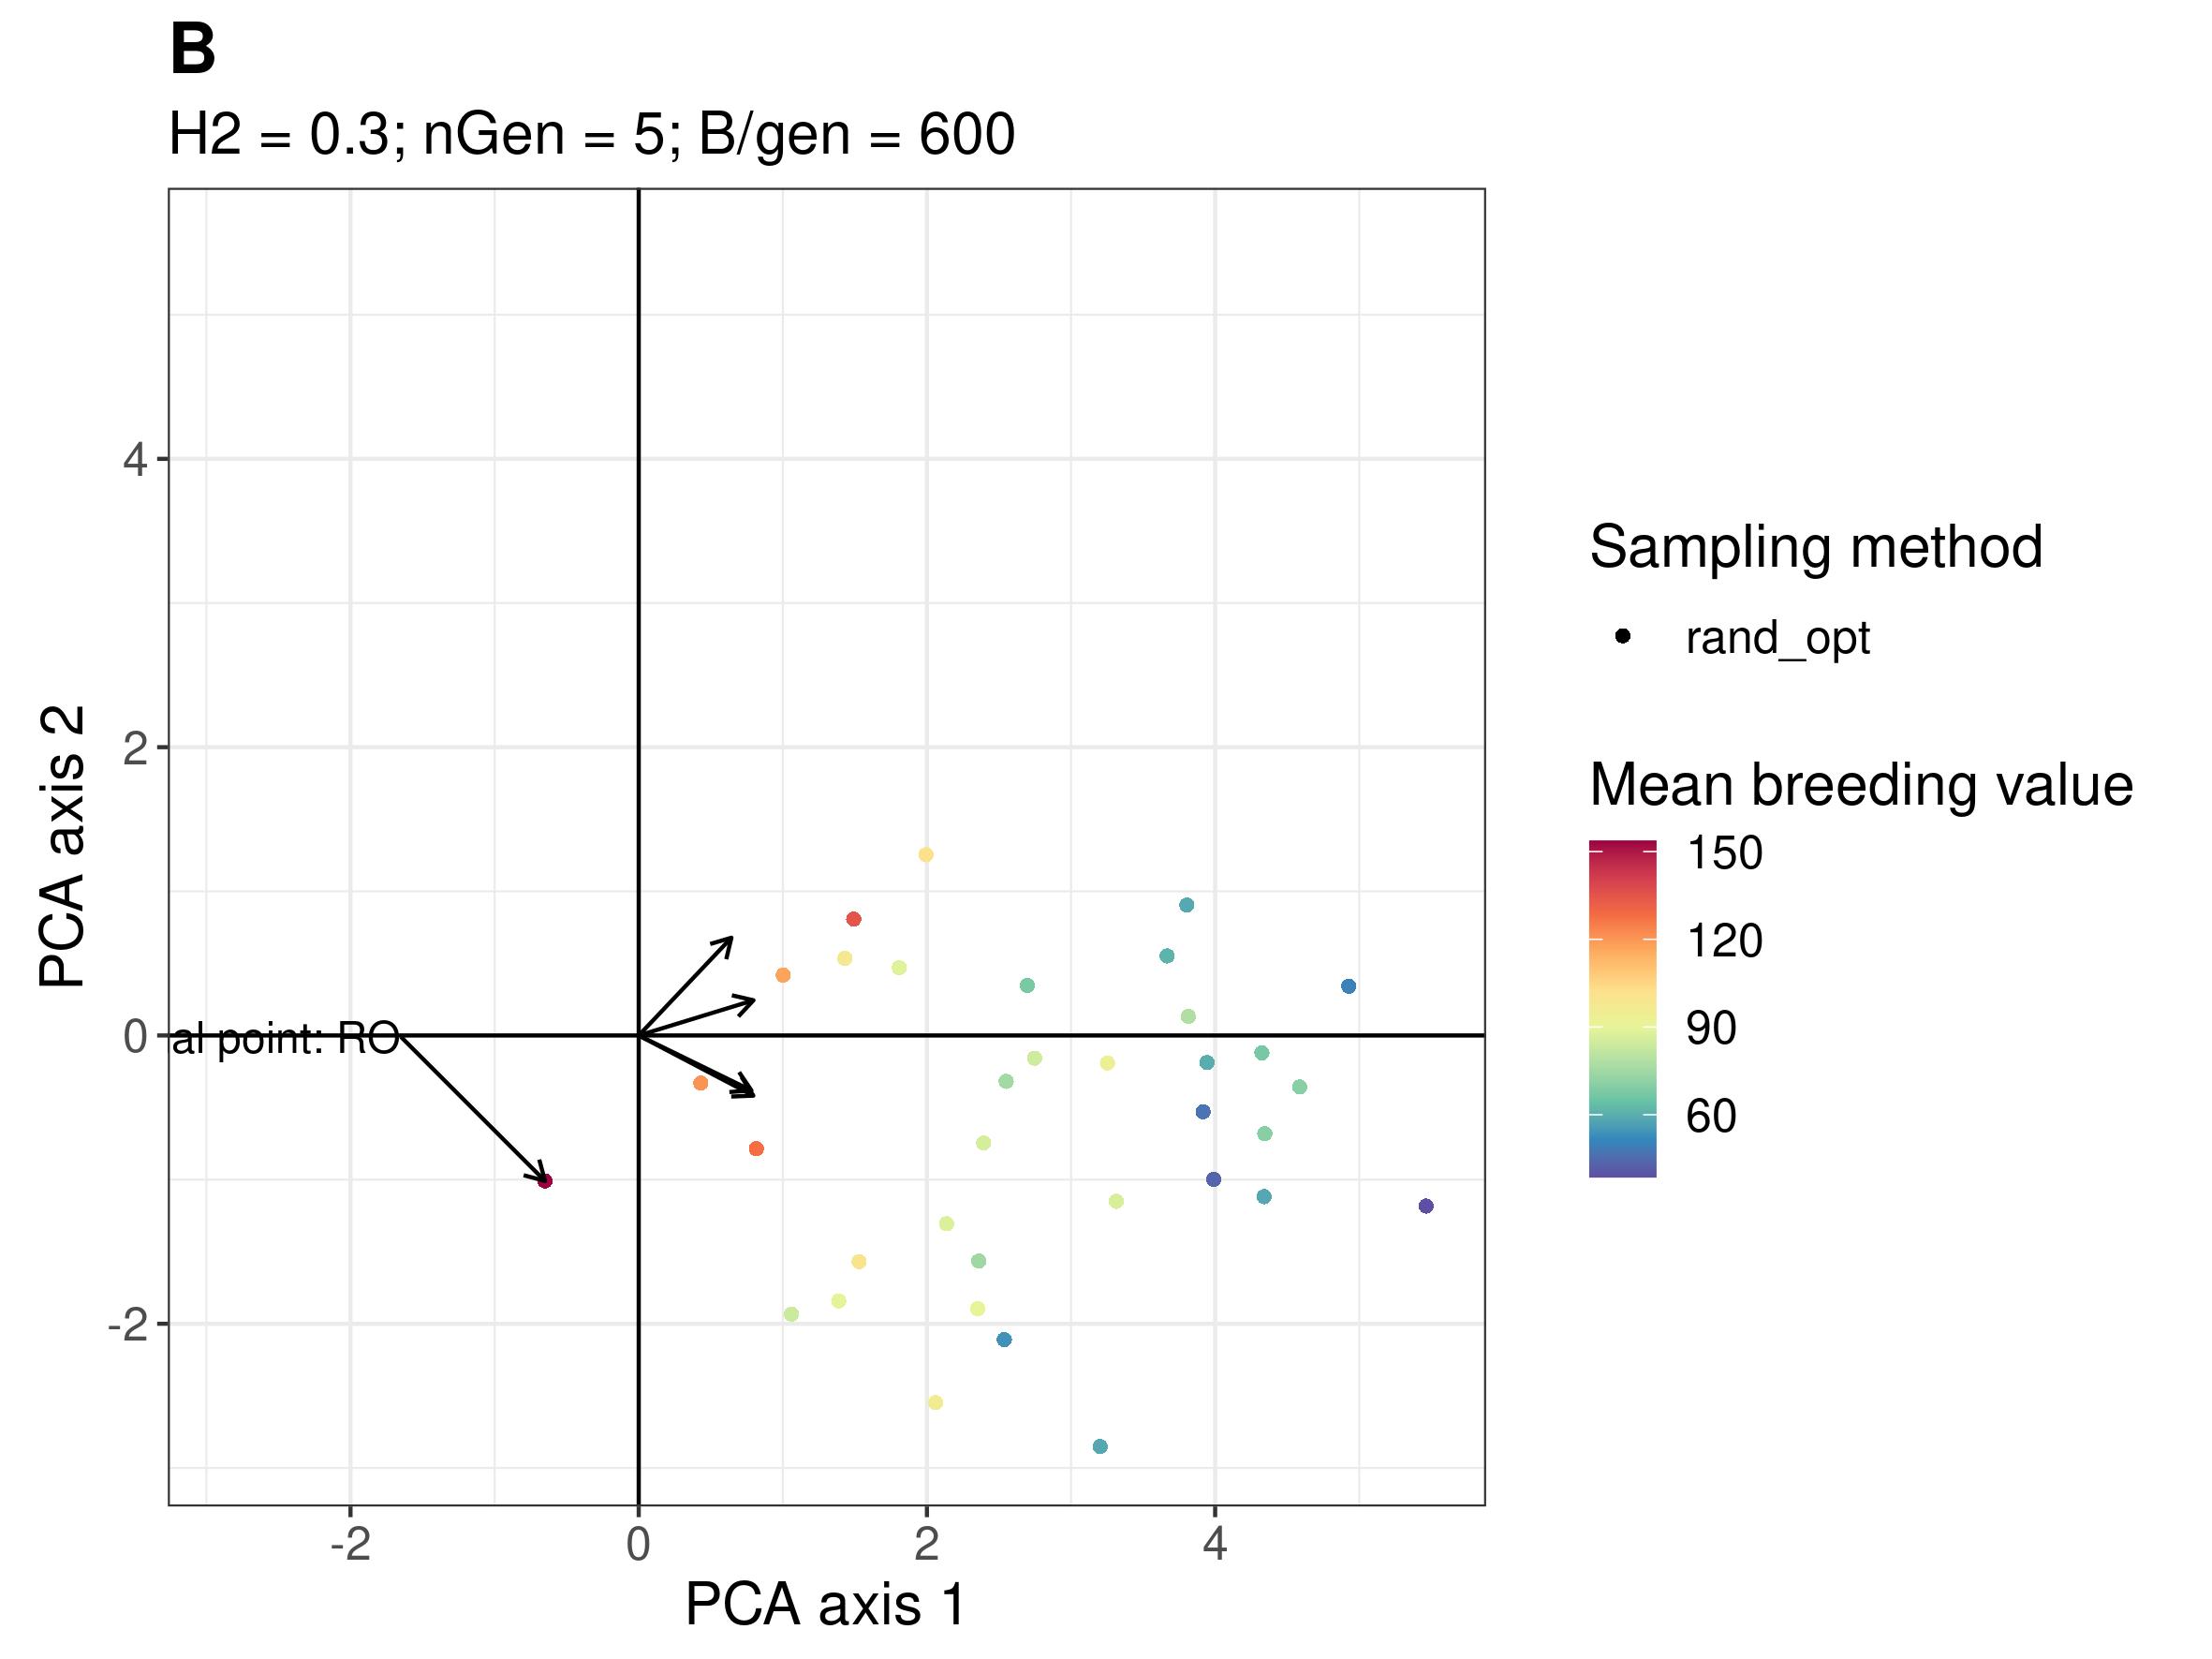 B
H2 = 0.3; nGen = 5; B/gen = 600
PCA axis 2
4
2
0
-2
al point: RO
-2
0
2
4
PCA axis 1
Sampling method
rand_opt
Mean breeding value
150
120
90
60